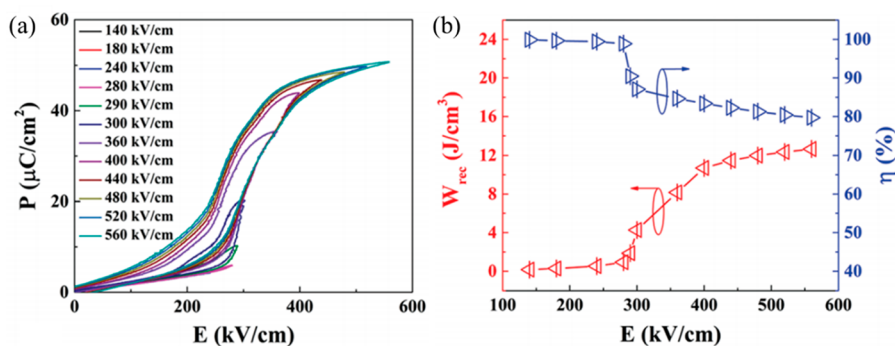 (a)
60
40
20
0
P (μC/cm²)
140 kV/cm
180 kV/cm
240 kV/cm
280 kV/cm
290 kV/cm
300 kV/cm
360 kV/cm
400 kV/cm
440 kV/cm
480 kV/cm
520 kV/cm
560 kV/cm
0 200 400 600
E (kV/cm)
(b)
24
20
16
12
8
4
0
W_rec (J/cm³)
100
90
80
70
60
50
40
η (%)
100 200 300 400 500 600
E (kV/cm)